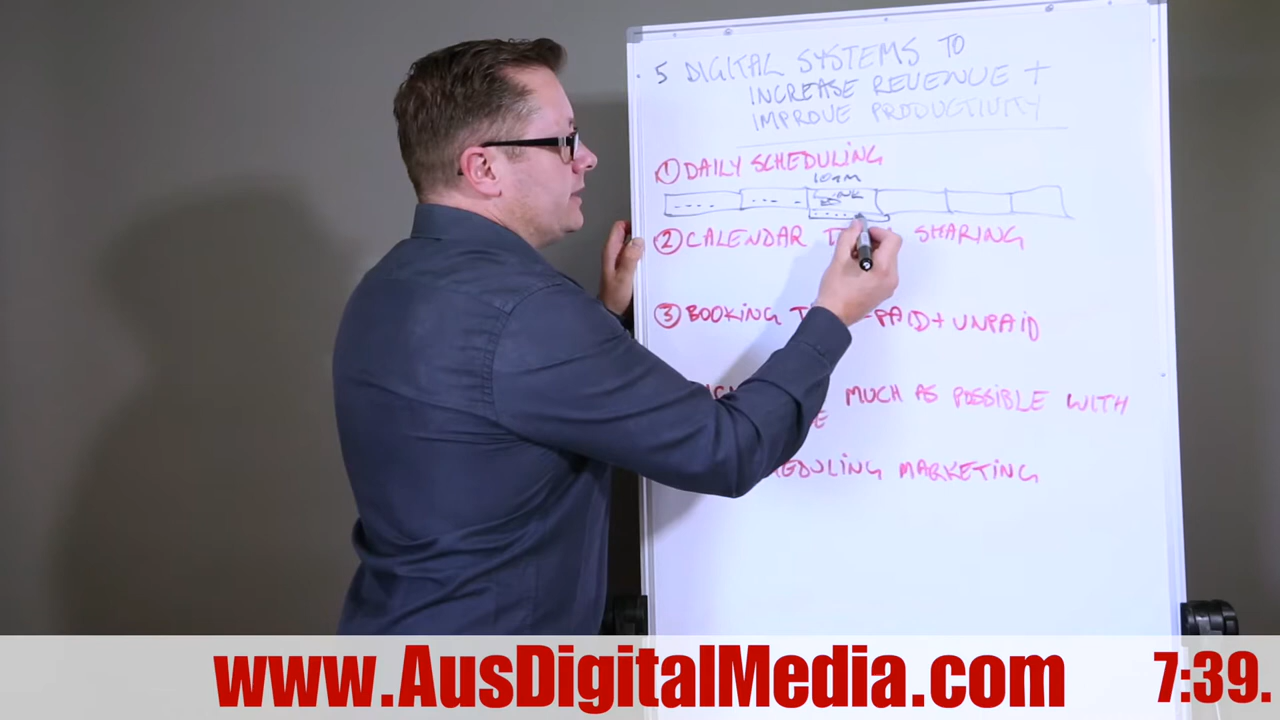 5 DIGITAL SYSTEMS TO
INCREASE REVENUE +
IMPROVE PRODUCTIVITY
① DAILY SCHEDULING
10AM
② CALENDAR SHARING
③ BOOKING - PAID + UNPAID
MUCH AS POSSIBLE WITH
MARKETING
www.AusDigitalMedia.com
7:39.